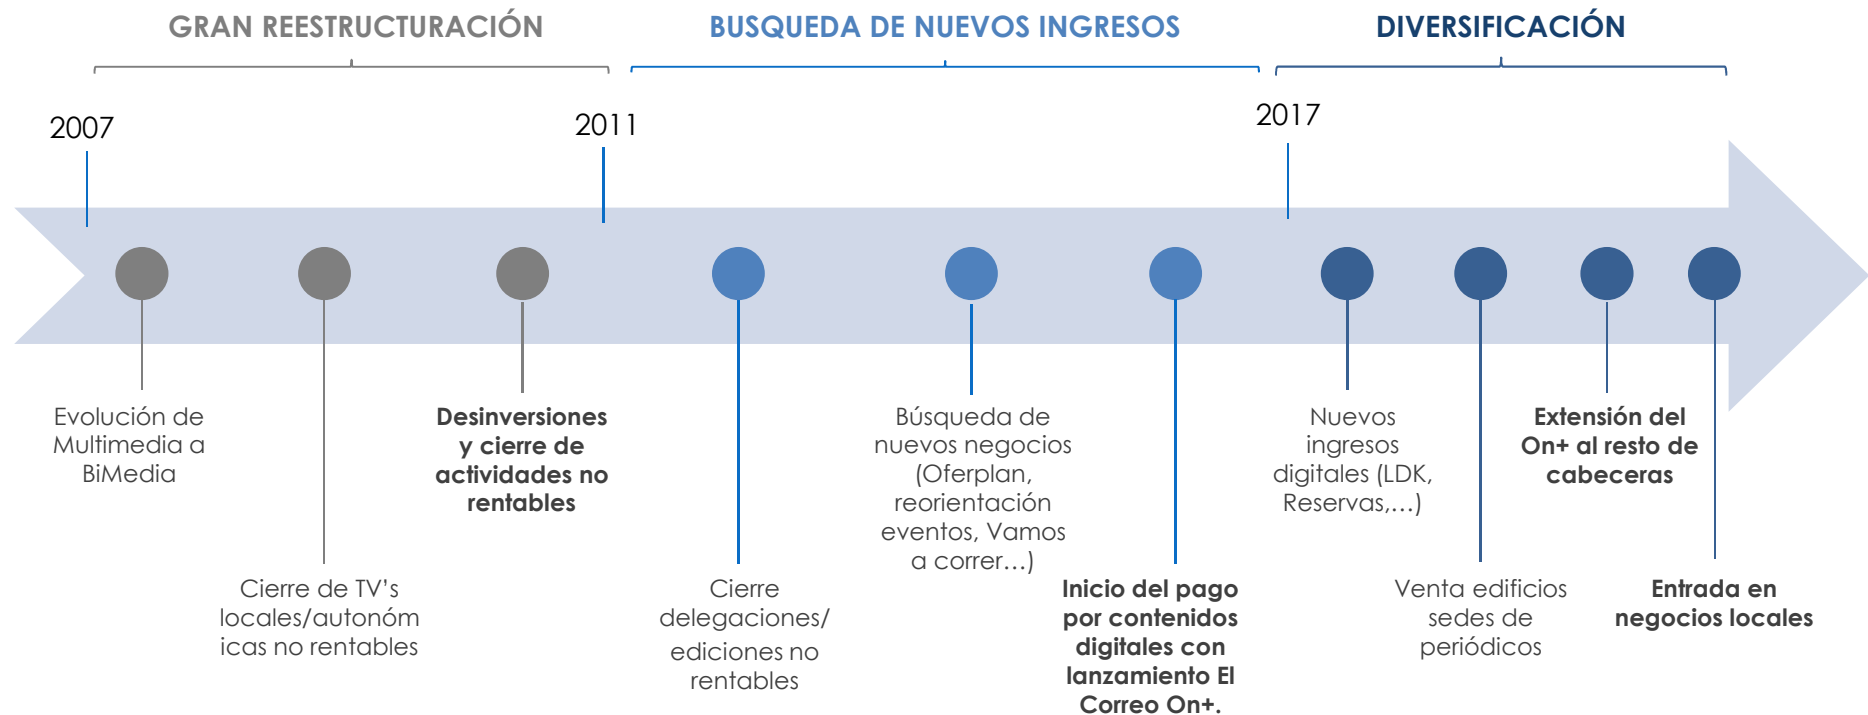 GRAN REESTRUCTURACIÓN
BUSQUEDA DE NUEVOS INGRESOS
DIVERSIFICACIÓN
2007
2011
2017
Evolución de
Multimedia a
BiMedia
Cierre de TV's
locales/autonóm
icas no rentables
Desinversiones
y cierre de
actividades no
rentables
Cierre
delegaciones/
ediciones no
rentables
Búsqueda de
nuevos negocios
(Oferplan,
reorientación
eventos, Vamos
a correr…)
Inicio del pago
por contenidos
digitales con
lanzamiento El
Correo On+.
Nuevos
ingresos
digitales (LDK,
Reservas,…)
Venta edificios
sedes de
periódicos
Extensión del
On+ al resto de
cabeceras
Entrada en
negocios locales